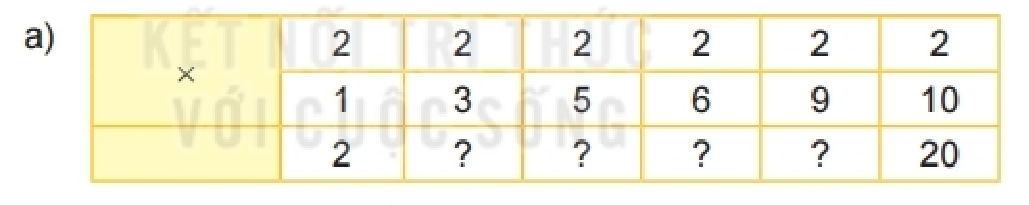 a)
KẾT NỐI TRI THỨC
VỚI CUỘC SỐNG
× 2 2 2 2 2 2
1 3 5 6 9 10
2 ? ? ? ? 20